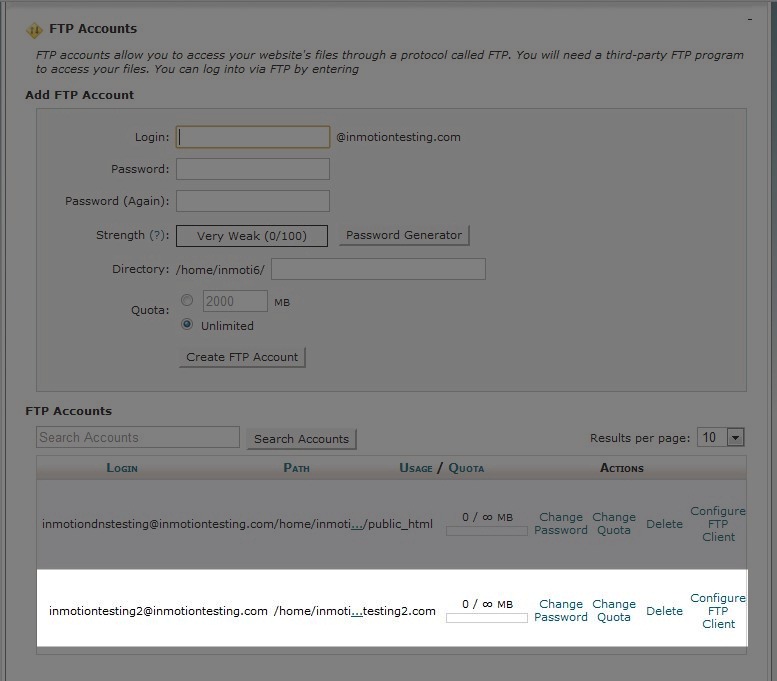 FTP Accounts
FTP accounts allow you to access your website's files through a protocol called FTP. You will need a third-party FTP program
to access your files. You can log into via FTP by entering
Add FTP Account
Login: @inmotiontesting.com
Password:
Password (Again):
Strength (?): Very Weak (0/100) Password Generator
Directory: /home/inmoti6/
Quota: 2000 MB
Unlimited
Create FTP Account
FTP Accounts
Search Accounts Search Accounts Results per page: 10
Login Path Usage / Quota Actions
inmotiondnstesting@inmotiontesting.com/home/inmoti.../public_html 0 / ∞ MB Change Password Change Quota Delete Configure FTP Client
inmotiontesting2@inmotiontesting.com /home/inmoti...testing2.com 0 / ∞ MB Change Password Change Quota Delete Configure FTP Client